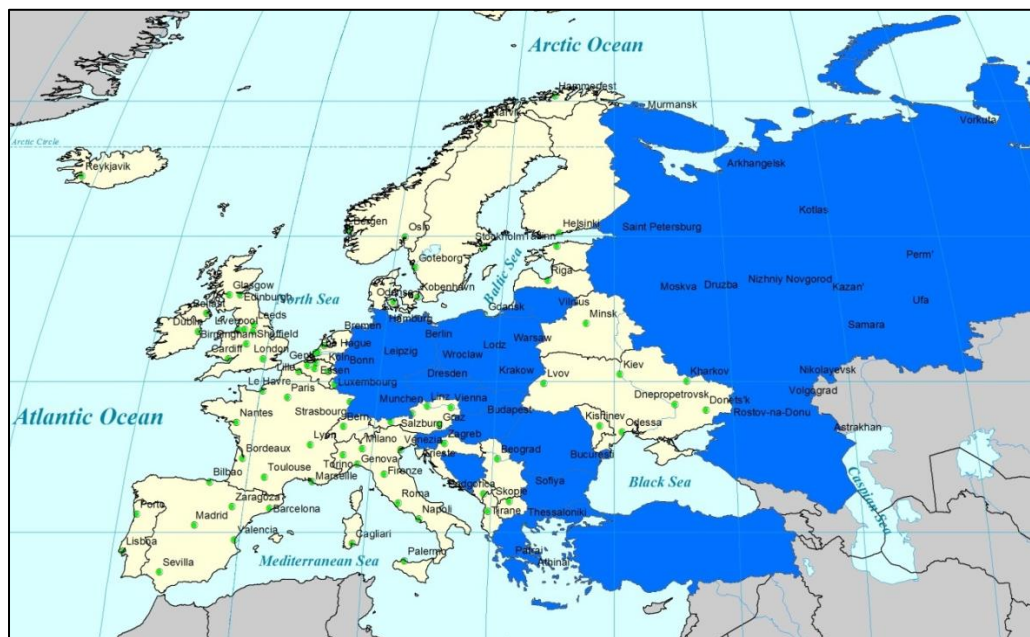 Arctic Ocean
Hammerfest
Narvik
Murmansk
Vorkuta
Arctic Circle
Reykjavik
Arkhangelsk
Kotlas
Bergen
Oslo
Helsinki
Saint Petersburg
Stockholm
Tallinn
Perm'
Goteborg
Baltic Sea
Riga
Moskva
Druzba
Nizhniy Novgorod
Kazan'
Ufa
Glasgow
Edinburgh
North Sea
Odense
Kobenhavn
Gdansk
Vilnius
Minsk
Belfast
Dublin
Liverpool
Leeds
Hamburg
Samara
Birmingham
Sheffield
Bremen
Berlin
Lodz
Warsaw
Cardiff
London
The Hague
Gent
Koln
Bonn
Leipzig
Wroclaw
Lille
Essen
Dresden
Krakow
Lvov
Kiev
Kharkov
Nikolayevsk
Volgograd
Le Havre
Paris
Luxembourg
Dnepropetrovsk
Donets'k
Rostov-na-Donu
Atlantic Ocean
Nantes
Strasbourg
Munchen
Linz
Vienna
Budapest
Kishinev
Odessa
Astrakhan
Bern
Salzburg
Graz
Lyon
Milano
Venezia
Zagreb
Bordeaux
Trieste
Beograd
Bucuresti
Torino
Genova
Bilbao
Toulouse
Marseille
Firenze
Podgorica
Skopje
Sofiya
Black Sea
Caspian Sea
Porto
Zaragoza
Barcelona
Roma
Napoli
Tirane
Thessaloniki
Madrid
Lisboa
Valencia
Cagliari
Mediterranean Sea
Palermo
Patrai
Athinai
Sevilla